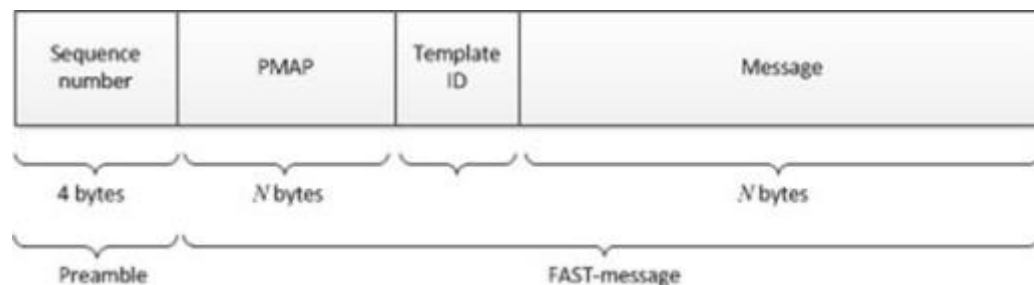 Sequence
number
PMAP
Template
ID
Message
4 bytes
N bytes
N bytes
Preamble
FAST-message